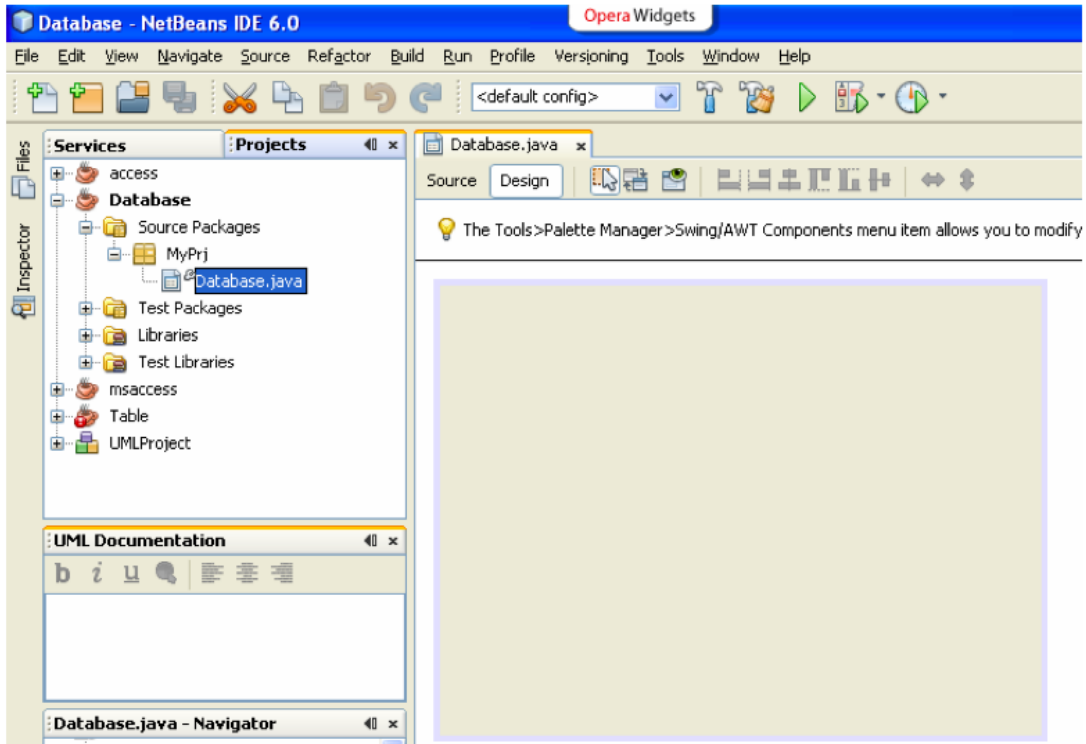 Database - NetBeans IDE 6.0
Opera Widgets
File Edit View Navigate Source Refactor Build Run Profile Versioning Tools Window Help
<default config>
Files
Inspector
Services
Projects
access
Database
Source Packages
MyPrj
Database.java
Test Packages
Libraries
Test Libraries
msaccess
Table
UMLProject
UML Documentation
b i u
Database.java - Navigator
Database.java
Source Design
The Tools>Palette Manager>Swing/AWT Components menu item allows you to modify